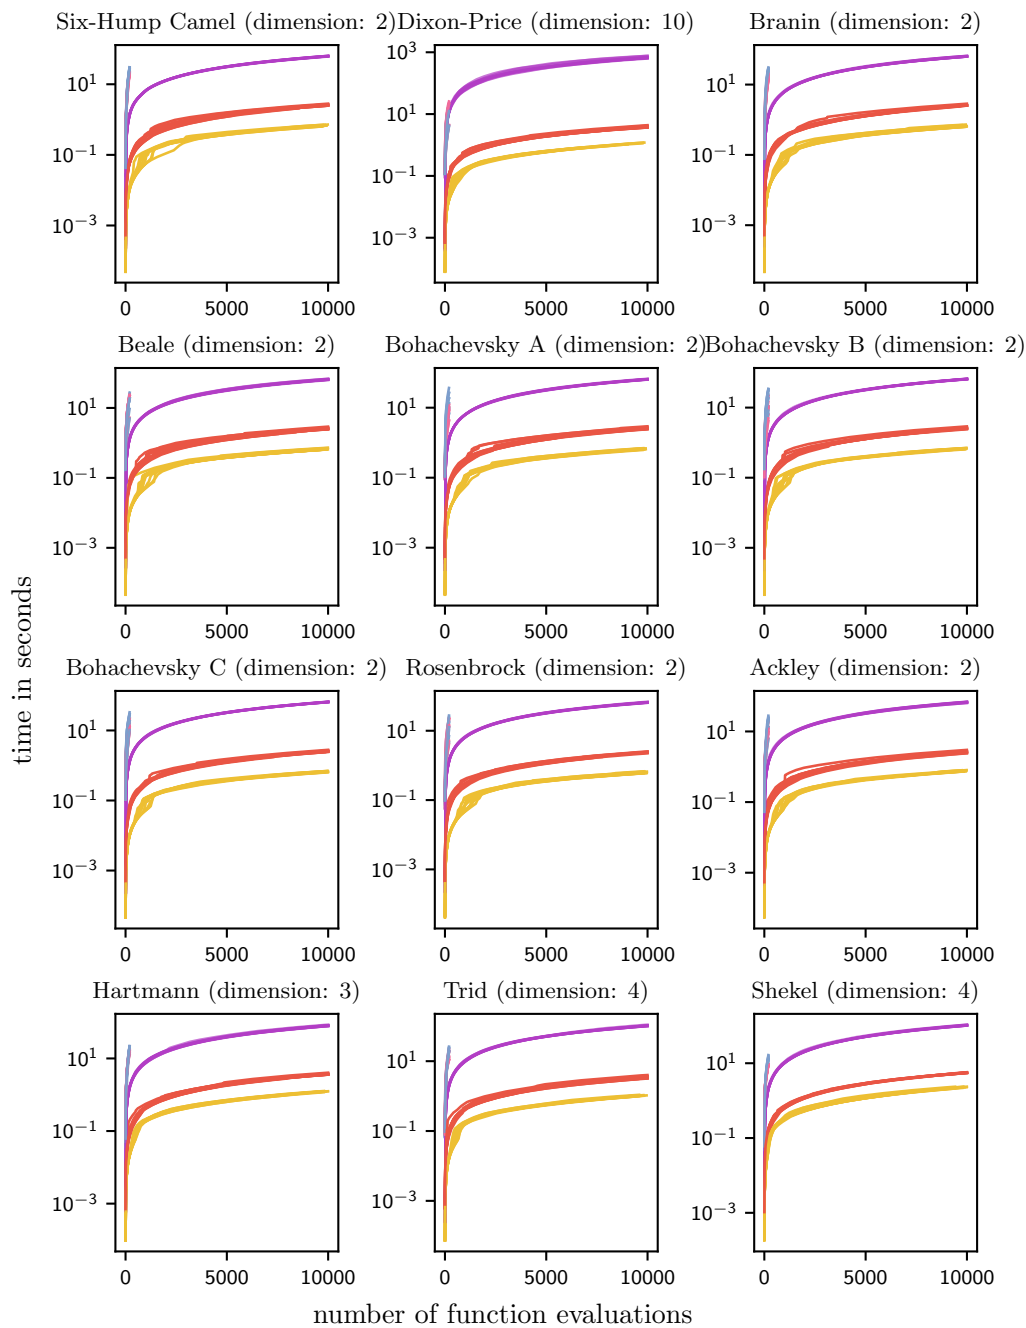 Six-Hump Camel (dimension: 2)
Dixon-Price (dimension: 10)
Branin (dimension: 2)
10^1
10^−1
10^−3
0 5000 10000
10^3
10^1
10^−1
10^−3
0 5000 10000
10^1
10^−1
10^−3
0 5000 10000
Beale (dimension: 2)
Bohachevsky A (dimension: 2)
Bohachevsky B (dimension: 2)
10^1
10^−1
10^−3
0 5000 10000
10^1
10^−1
10^−3
0 5000 10000
10^1
10^−1
10^−3
0 5000 10000
time in seconds
Bohachevsky C (dimension: 2)
Rosenbrock (dimension: 2)
Ackley (dimension: 2)
10^1
10^−1
10^−3
0 5000 10000
10^1
10^−1
10^−3
0 5000 10000
10^1
10^−1
10^−3
0 5000 10000
Hartmann (dimension: 3)
Trid (dimension: 4)
Shekel (dimension: 4)
10^1
10^−1
10^−3
0 5000 10000
10^1
10^−1
10^−3
0 5000 10000
10^1
10^−1
10^−3
0 5000 10000
number of function evaluations